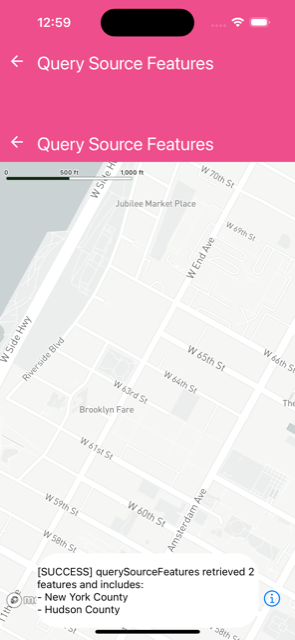 12:59
Query Source Features
Query Source Features
0 500 ft 1,000 ft
W 70th St
Jubilee Market Place
W 69th St
W End Ave
W Side Hwy
Riverside Blvd
W 65th St
W 66th St
W 64th St
W 63rd St
Brooklyn Fare
W 61st St
W 60th St
W 59th St
W 58th St
Amsterdam Ave
11th
[SUCCESS] querySourceFeatures retrieved 2
features and includes:
- New York County
- Hudson County